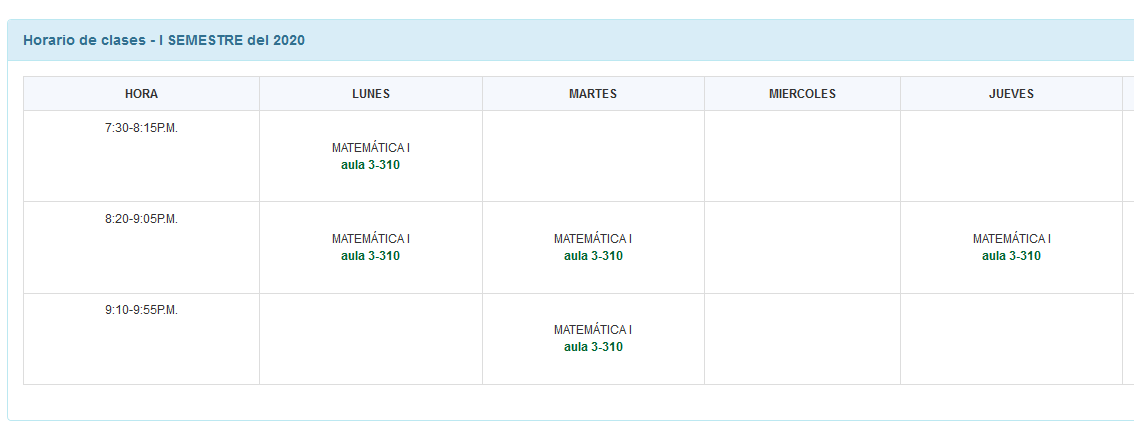 Horario de clases - I SEMESTRE del 2020
HORA LUNES MARTES MIERCOLES JUEVES
7:30-8:15P.M.
MATEMÁTICA I
aula 3-310
8:20-9:05P.M.
MATEMÁTICA I MATEMÁTICA I MATEMÁTICA I
aula 3-310 aula 3-310 aula 3-310
9:10-9:55P.M.
MATEMÁTICA I
aula 3-310